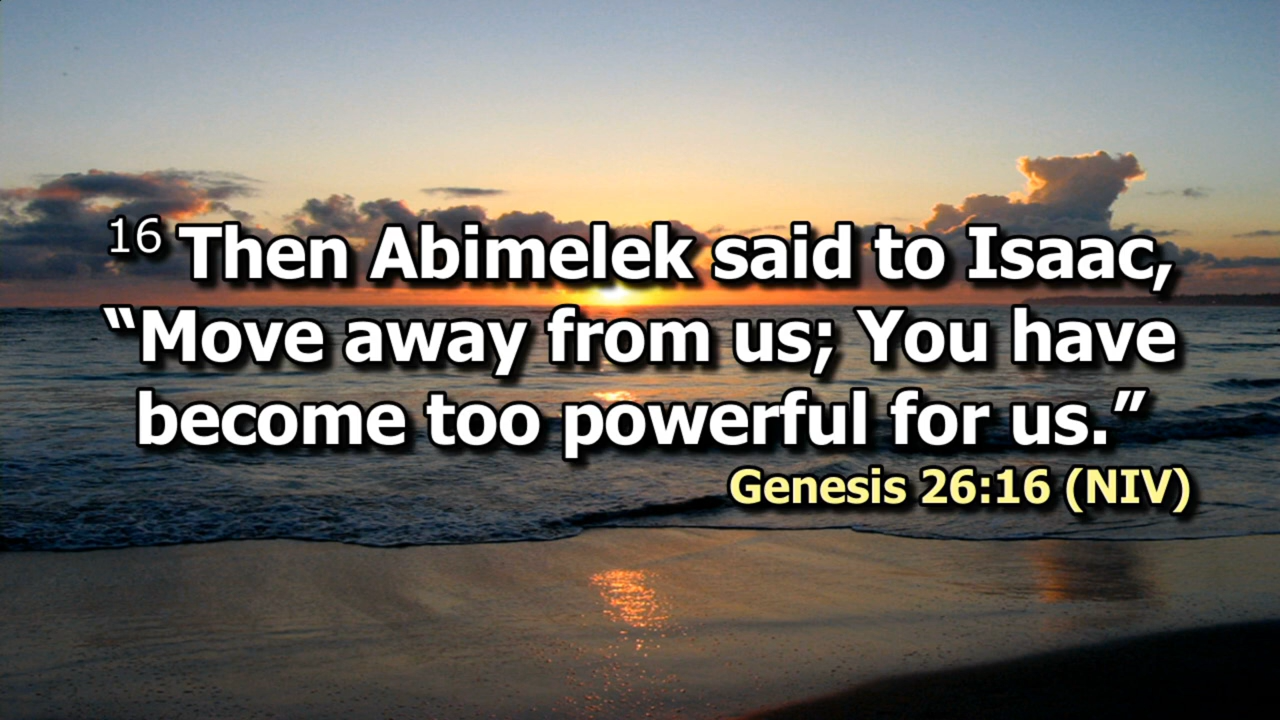 16 Then Abimelek said to Isaac,
“Move away from us; You have
become too powerful for us.”
Genesis 26:16 (NIV)